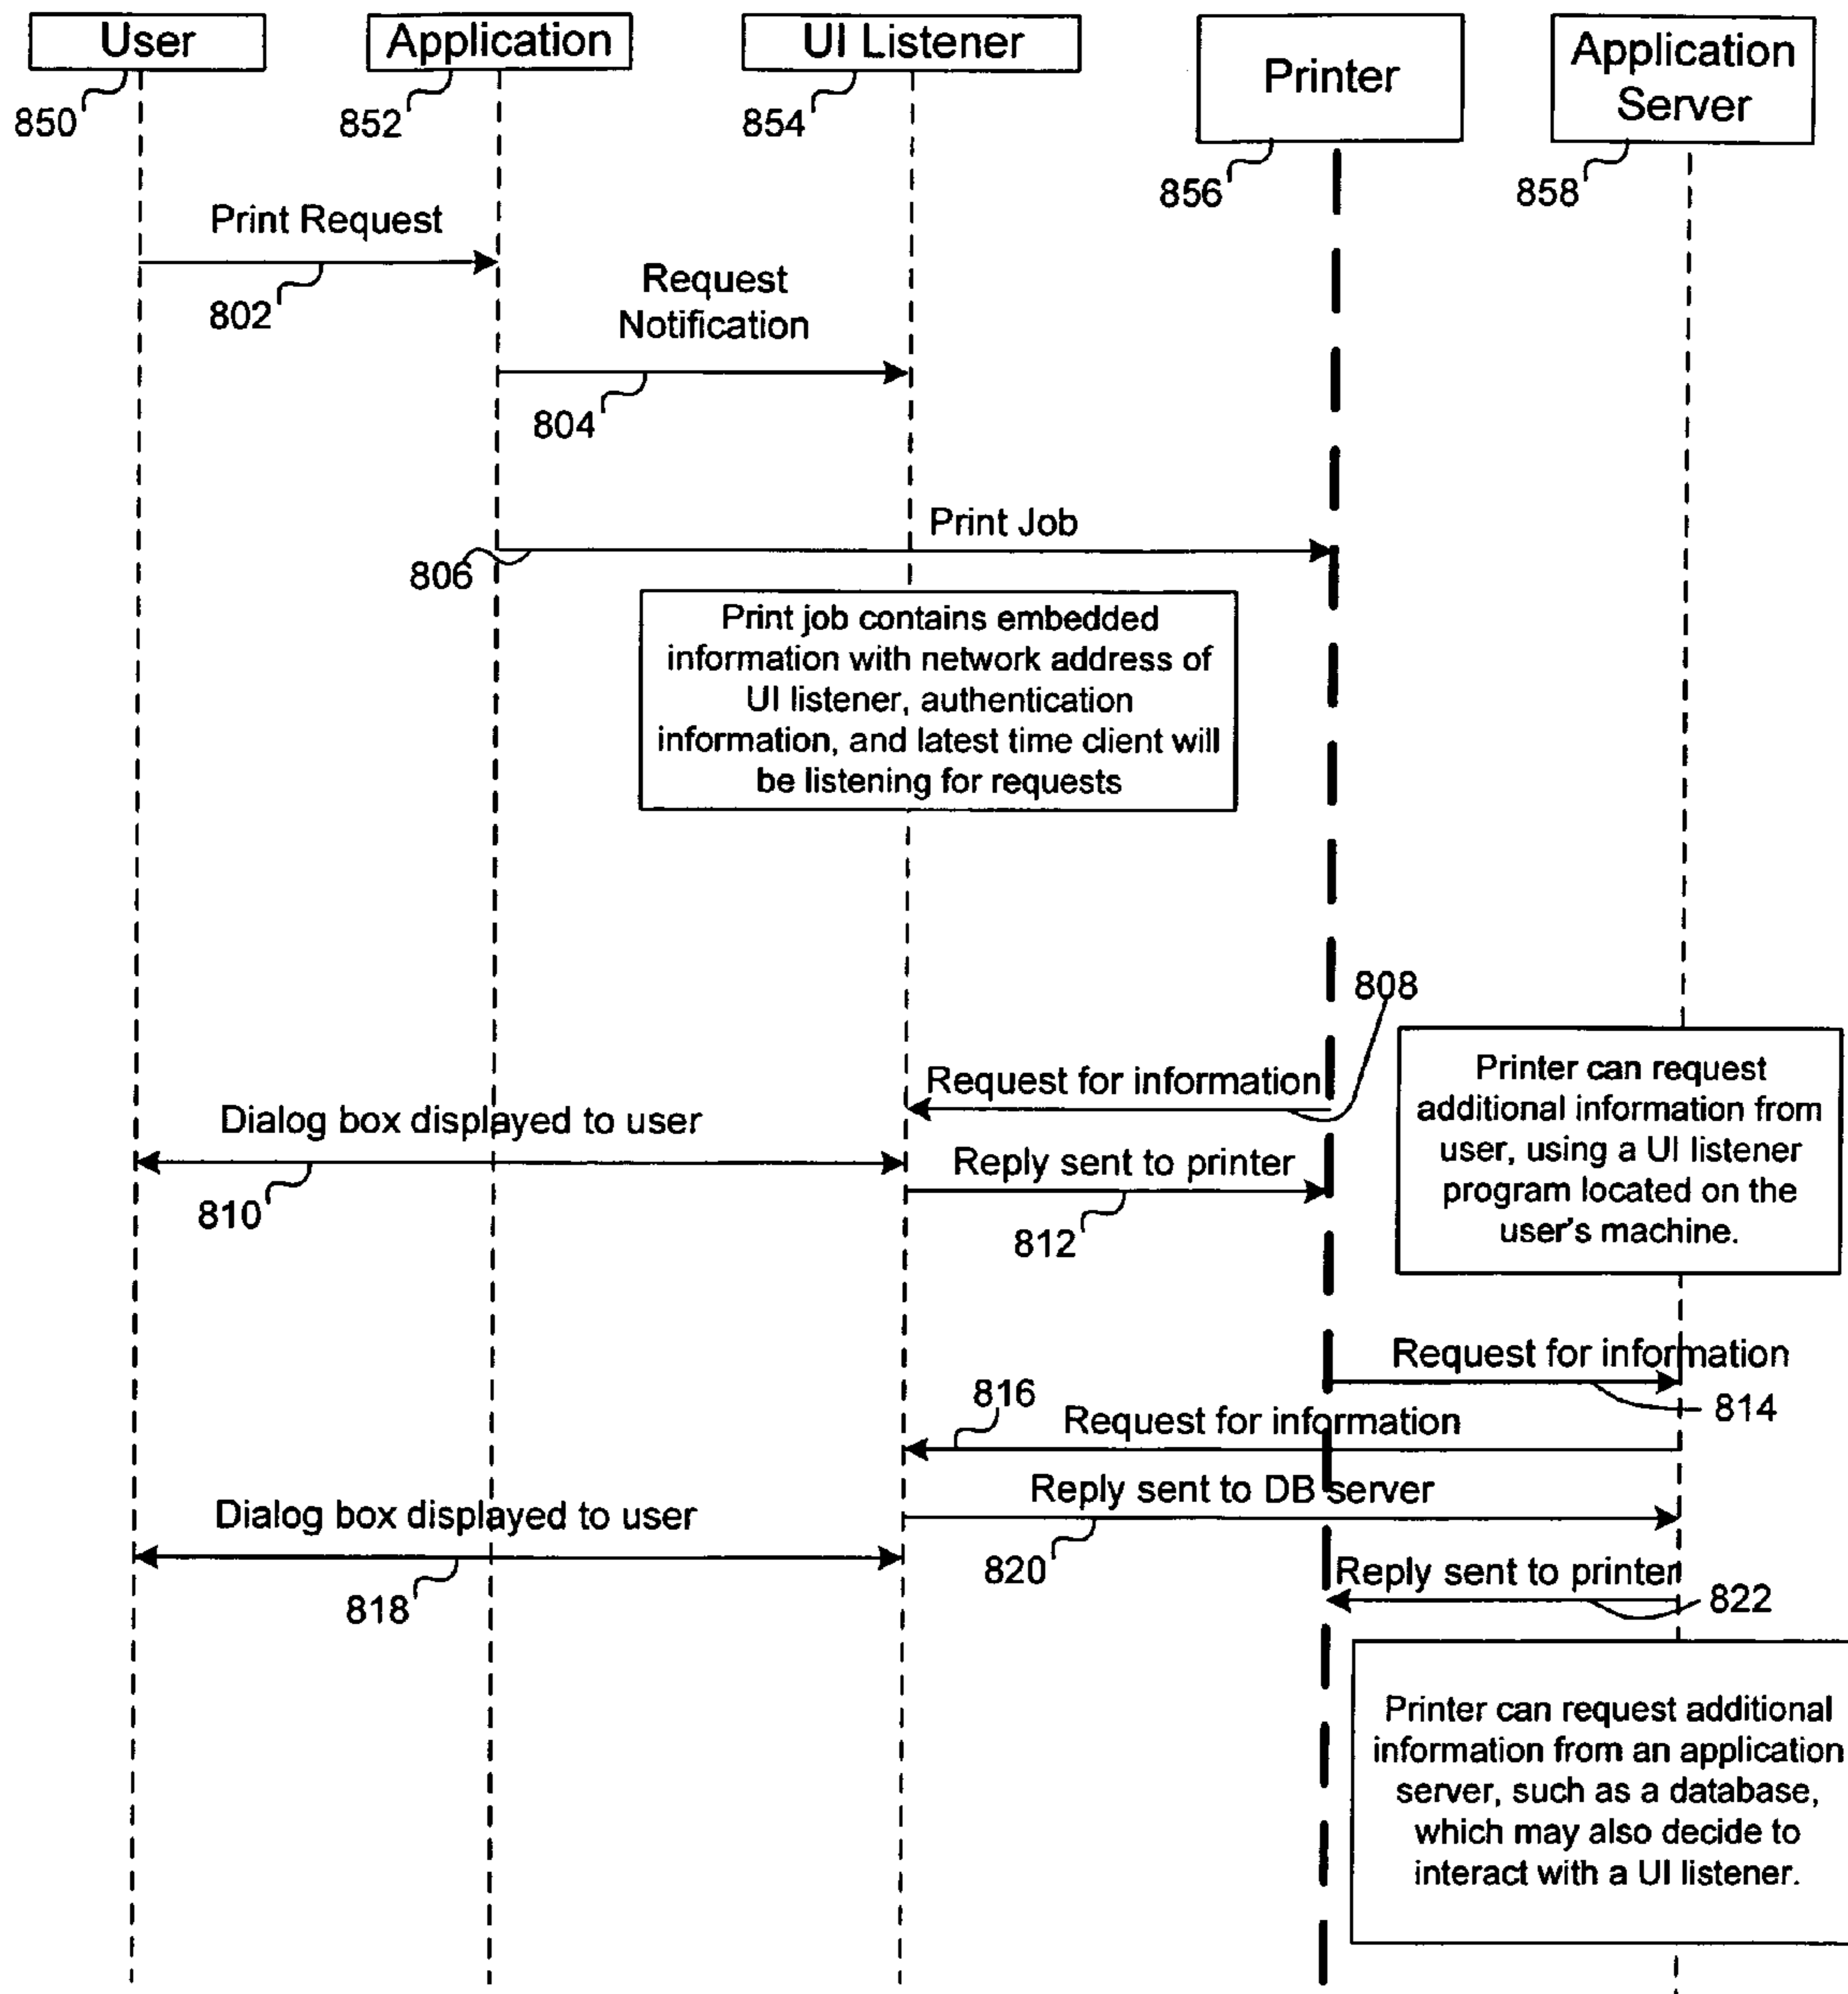 User
Application
UI Listener
Printer
Application
Server
850
852
854
856
858
Print Request
802
Request
Notification
804
Print Job
806
Print job contains embedded
information with network address of
UI listener, authentication
information, and latest time client will
be listening for requests
808
Request for information
Printer can request
additional information from
user, using a UI listener
program located on the
user's machine.
Dialog box displayed to user
810
Reply sent to printer
812
Request for information
814
816
Request for information
Reply sent to DB server
820
Dialog box displayed to user
818
Reply sent to printer
822
Printer can request additional
information from an application
server, such as a database,
which may also decide to
interact with a UI listener.